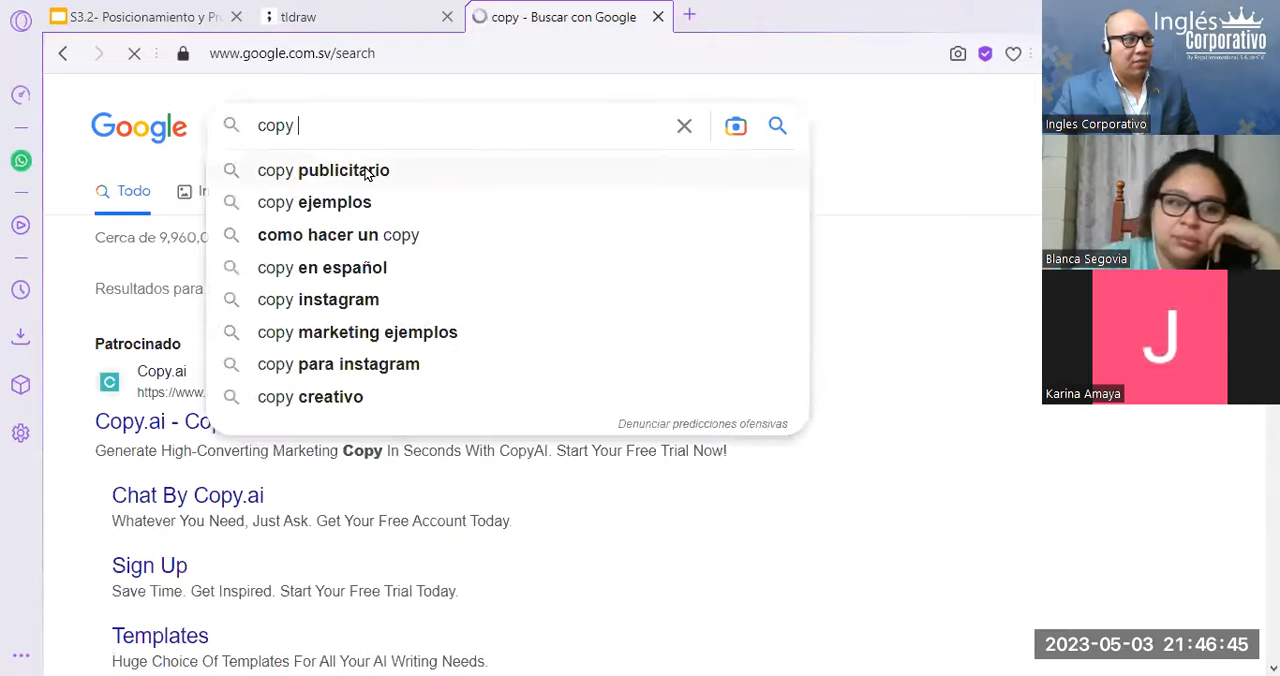 S3.2- Posicionamiento y Pr
tldraw
copy - Buscar con Google
www.google.com.sv/search
Google
copy
copy publicitario
copy ejemplos
como hacer un copy
copy en español
copy instagram
copy marketing ejemplos
copy para instagram
copy creativo
Denunciar predicciones ofensivas
Todo
Cerca de 9,960,0
Resultados para
Patrocinado
Copy.ai
https://www.
Copy.ai - Co
Generate High-Converting Marketing Copy In Seconds With CopyAI. Start Your Free Trial Now!
Chat By Copy.ai
Whatever You Need, Just Ask. Get Your Free Account Today.
Sign Up
Save Time. Get Inspired. Start Your Free Trial Today.
Templates
Huge Choice Of Templates For All Your AI Writing Needs.
Inglés
Corporativo
Ingles Corporativo
Blanca Segovia
J
Karina Amaya
2023-05-03 21:46:45